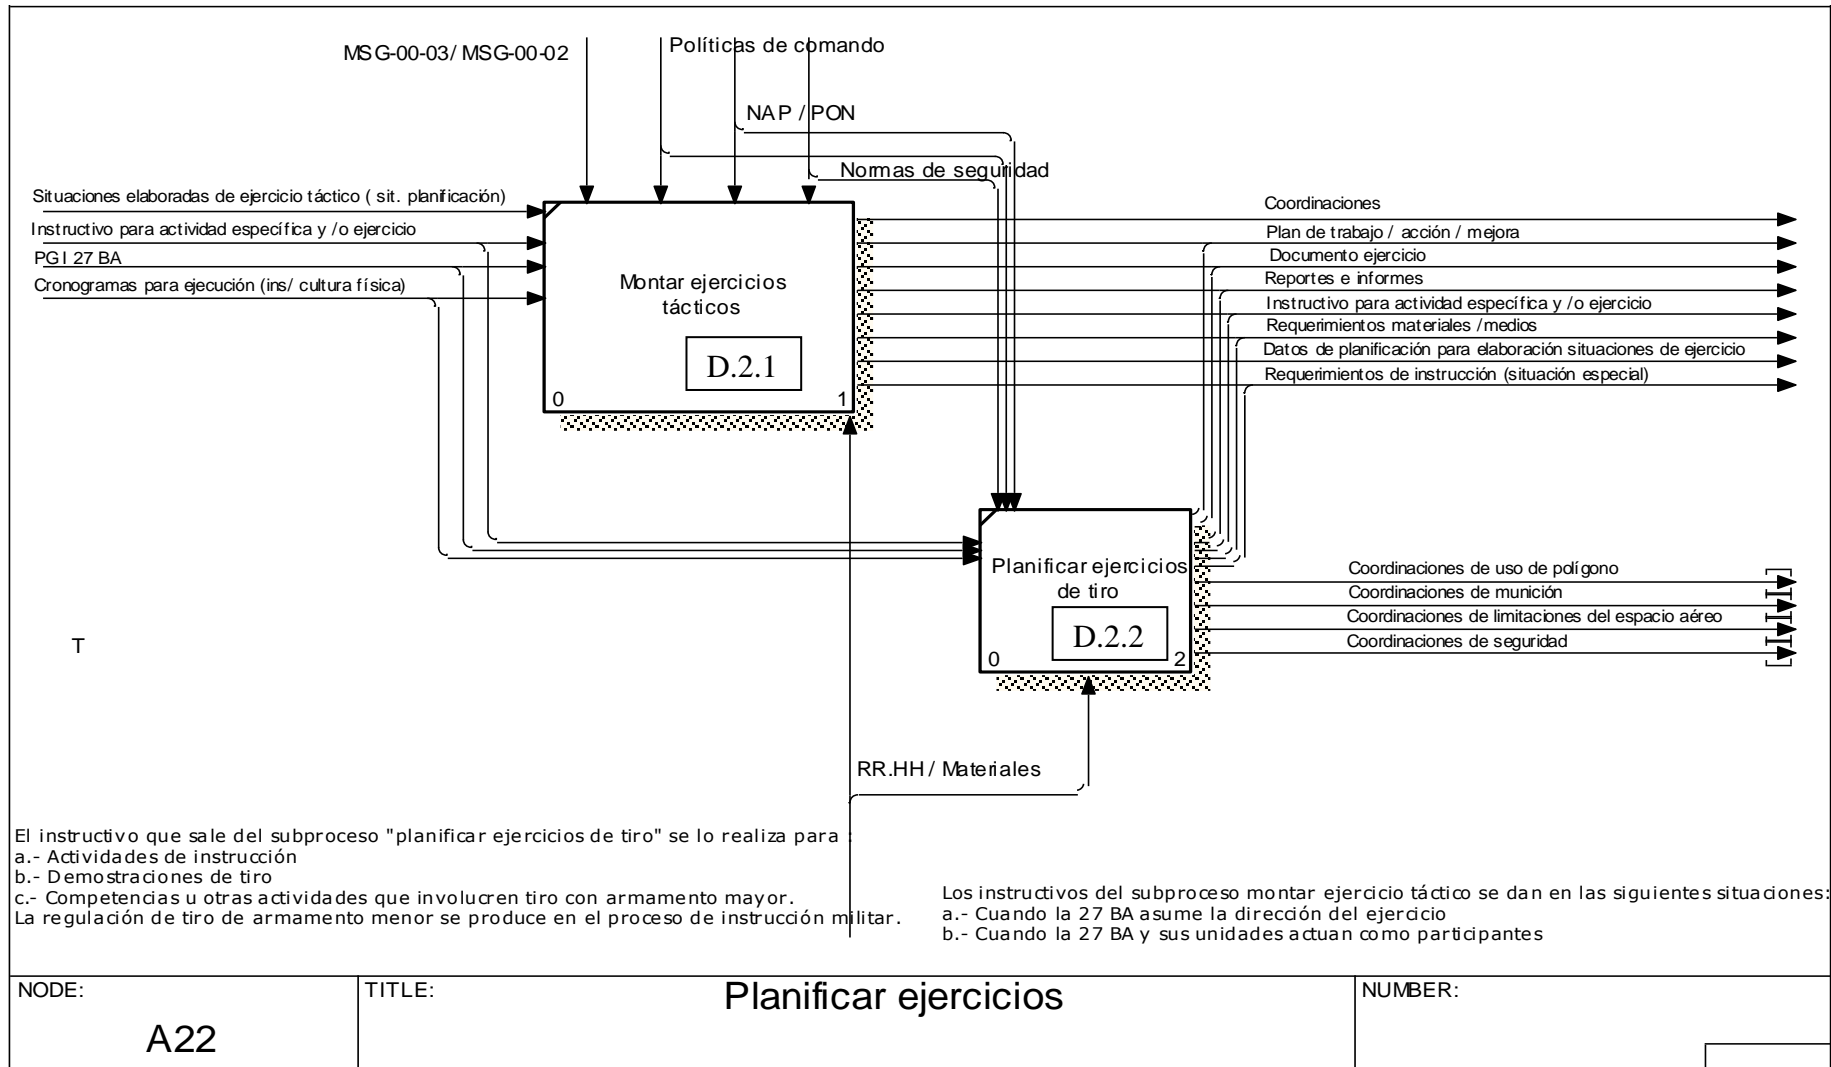 MSG-00-03/ MSG-00-02
Políticas de comando
NAP / PON
Normas de seguridad
Situaciones elaboradas de ejercicio táctico ( sit. planificación)
Instructivo para actividad específica y /o ejercicio
PGI 27 BA
Cronogramas para ejecución (ins/ cultura física)
Montar ejercicios
tácticos
D.2.1
0
1
Coordinaciones
Plan de trabajo / acción / mejora
Documento ejercicio
Reportes e informes
Instructivo para actividad específica y /o ejercicio
Requerimientos materiales /medios
Datos de planificación para elaboración situaciones de ejercicio
Requerimientos de instrucción (situación especial)
Planificar ejercicios
de tiro
D.2.2
0
2
Coordinaciones de uso de polígono
Coordinaciones de munición
Coordinaciones de limitaciones del espacio aéreo
Coordinaciones de seguridad
T
RR.HH / Materiales
El instructivo que sale del subproceso "planificar ejercicios de tiro" se lo realiza para :
a.- Actividades de instrucción
b.- Demostraciones de tiro
c.- Competencias u otras actividades que involucren tiro con armamento mayor.
La regulación de tiro de armamento menor se produce en el proceso de instrucción militar.
Los instructivos del subproceso montar ejercicio táctico se dan en las siguientes situaciones:
a.- Cuando la 27 BA asume la dirección del ejercicio
b.- Cuando la 27 BA y sus unidades actuan como participantes
NODE:
A22
TITLE:
Planificar ejercicios
NUMBER: